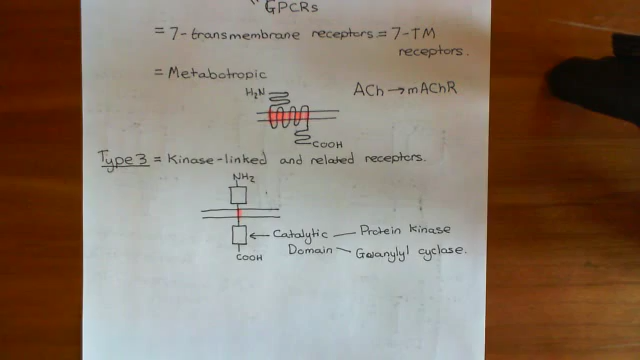 GPCRs
= 7-transmembrane receptors = 7-TM
receptors.
= Metabotropic
H₂N
ACh → mAChR
COOH
Type 3 = Kinase-linked and related receptors.
NH₂
Catalytic — Protein kinase
Domain — Guanylyl cyclase.
COOH